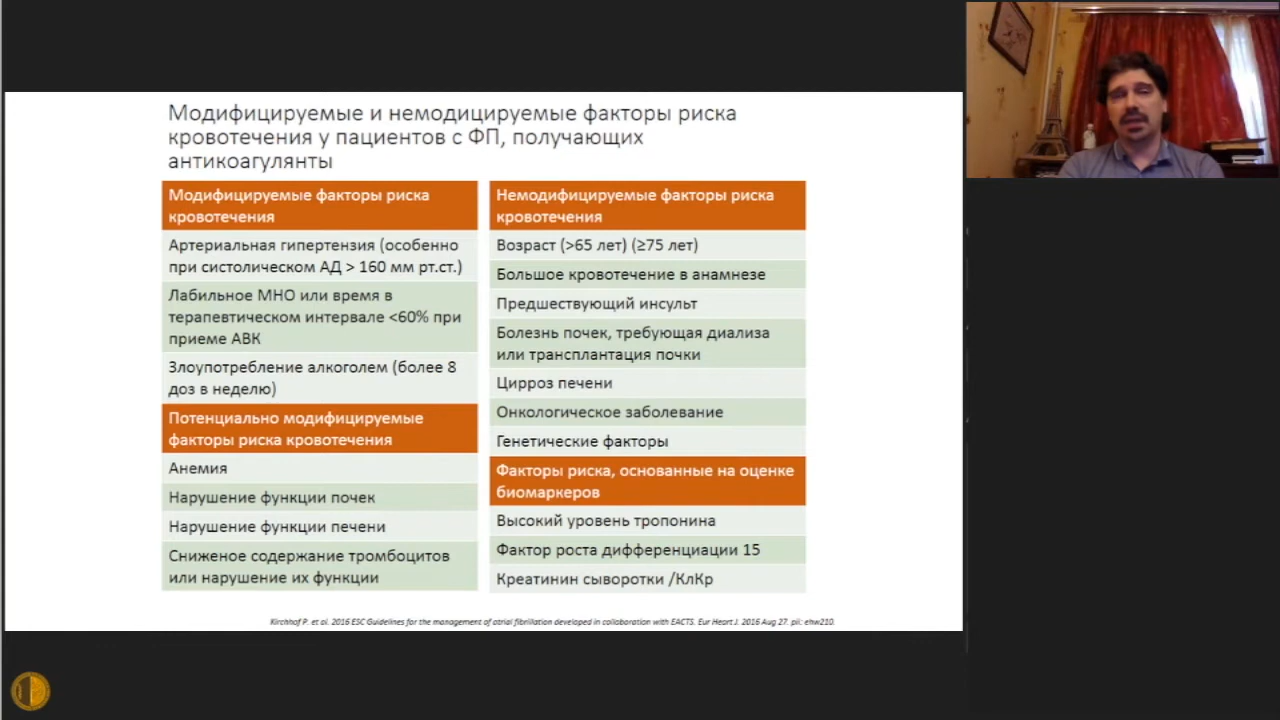 Модифицируемые и немодицируемые факторы риска
кровотечения у пациентов с ФП, получающих
антикоагулянты
Модифицируемые факторы риска
кровотечения
Артериальная гипертензия (особенно
при систолическом АД > 160 мм рт.ст.)
Лабильное МНО или время в
терапевтическом интервале <60% при
приеме АВК
Злоупотребление алкоголем (более 8
доз в неделю)
Потенциально модифицируемые
факторы риска кровотечения
Анемия
Нарушение функции почек
Нарушение функции печени
Сниженое содержание тромбоцитов
или нарушение их функции
Немодифицируемые факторы риска
кровотечения
Возраст (>65 лет) (≥75 лет)
Большое кровотечение в анамнезе
Предшествующий инсульт
Болезнь почек, требующая диализа
или трансплантация почки
Цирроз печени
Онкологическое заболевание
Генетические факторы
Факторы риска, основанные на оценке
биомаркеров
Высокий уровень тропонина
Фактор роста дифференциации 15
Креатинин сыворотки /КлКр
Kirchhof P. et al. 2016 ESC Guidelines for the management of atrial fibrillation developed in collaboration with EACTS. Eur Heart J. 2016 Aug 27. pii: ehw210.